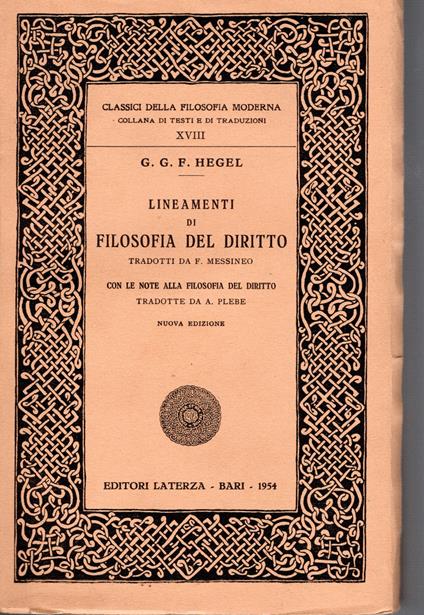 CLASSICI DELLA FILOSOFIA MODERNA
COLLANA DI TESTI E DI TRADUZIONI
XVIII
G. G. F. HEGEL
LINEAMENTI
DI
FILOSOFIA DEL DIRITTO
TRADOTTI DA F. MESSINEO
CON LE NOTE ALLA FILOSOFIA DEL DIRITTO
TRADOTTE DA A. PLEBE
NUOVA EDIZIONE
EDITORI LATERZA - BARI - 1954